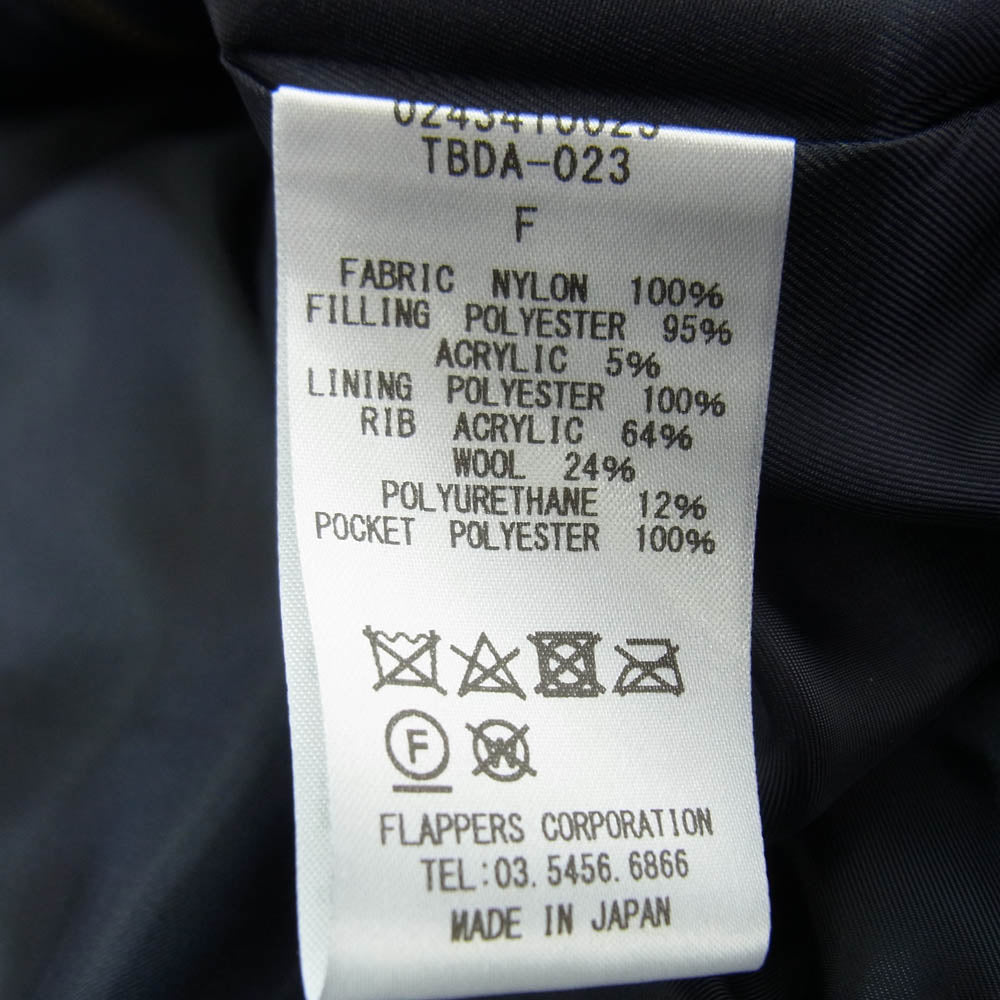 0243410023
TBDA-023
F
FABRIC NYLON 100%
FILLING POLYESTER 95%
ACRYLIC 5%
LINING POLYESTER 100%
RIB ACRYLIC 64%
WOOL 24%
POLYURETHANE 12%
POCKET POLYESTER 100%
F W
FLAPPERS CORPORATION
TEL:03.5456.6866
MADE IN JAPAN